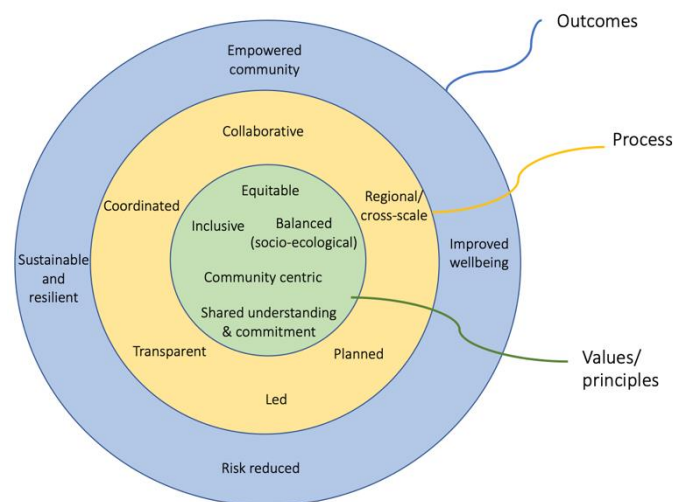 Outcomes
Empowered
community
Process
Collaborative
Equitable
Regional/
cross-scale
Coordinated
Inclusive
Balanced
(socio-ecological)
Sustainable
and
resilient
Improved
wellbeing
Community centric
Shared understanding
& commitment
Transparent
Planned
Values/
principles
Led
Risk reduced